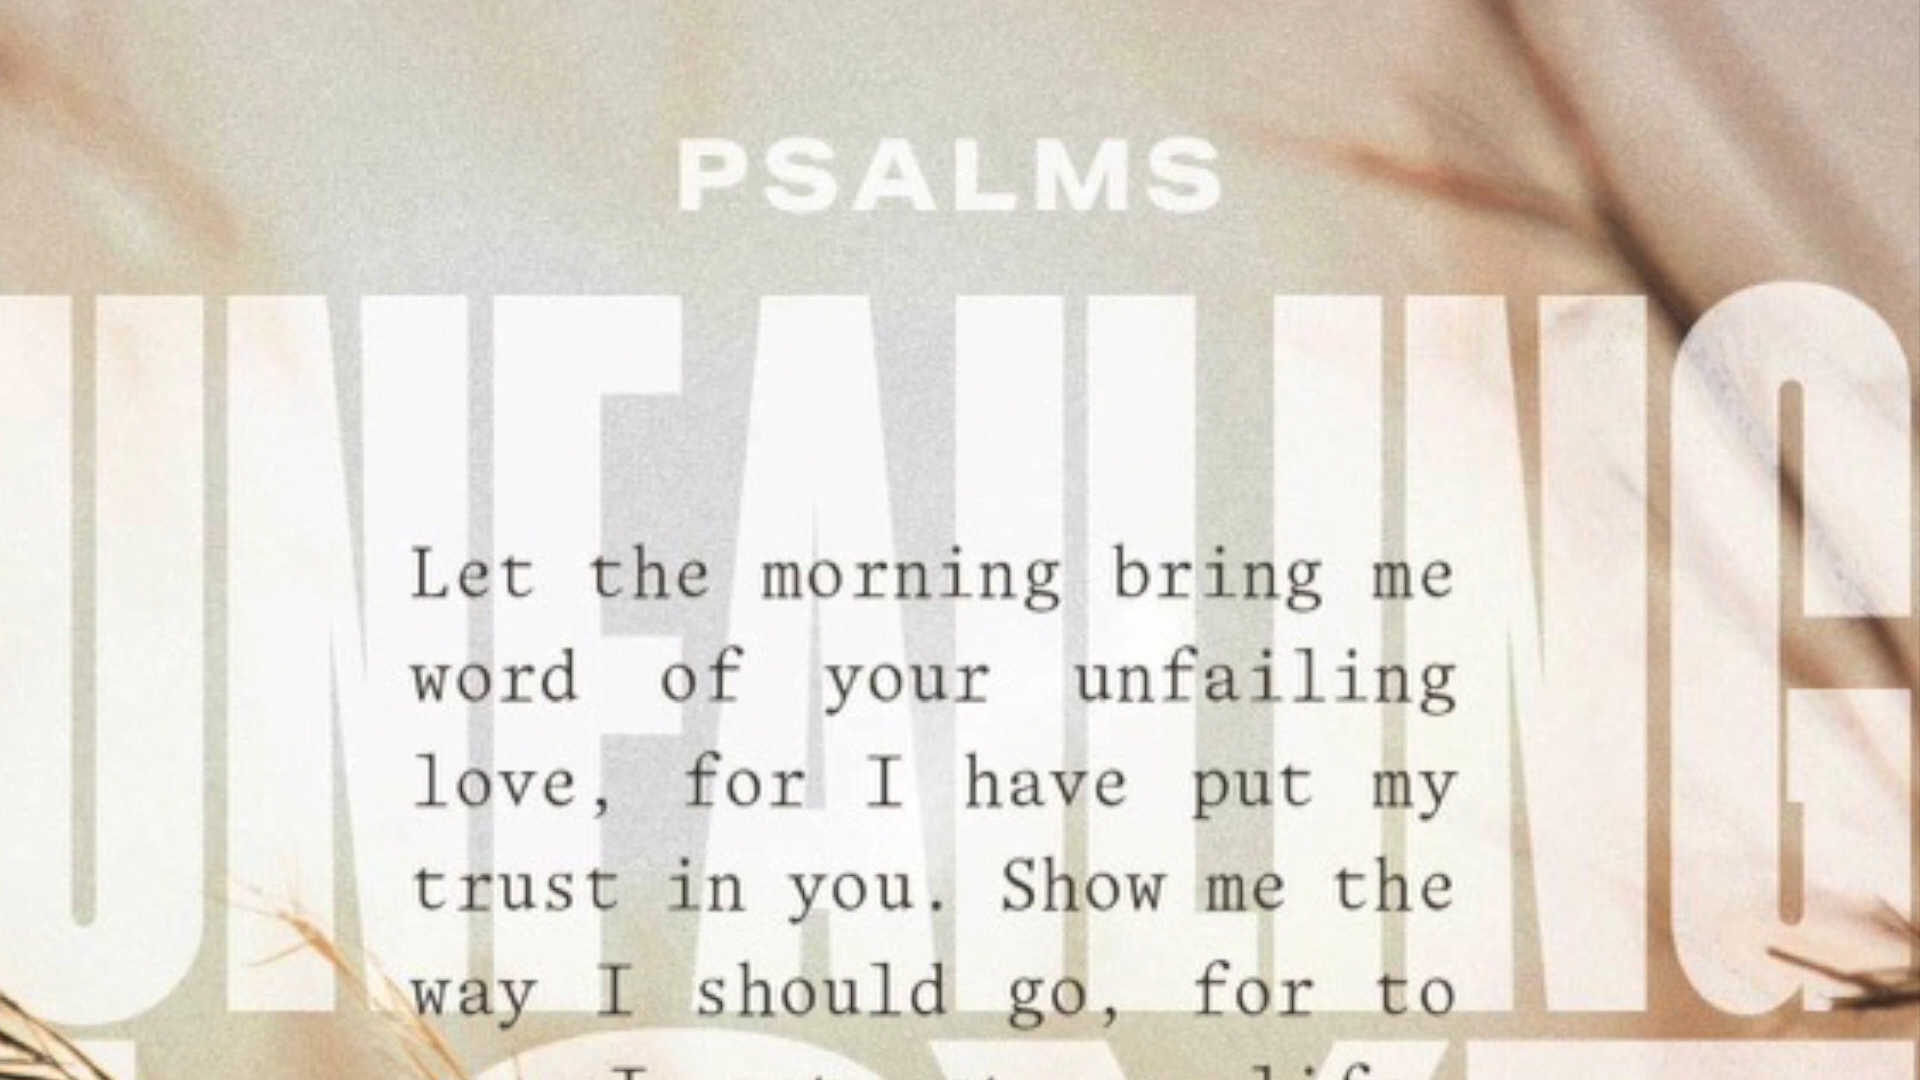 PSALMS
UNFAILING
Let the morning bring me
word of your unfailing
love, for I have put my
trust in you. Show me the
way I should go, for to